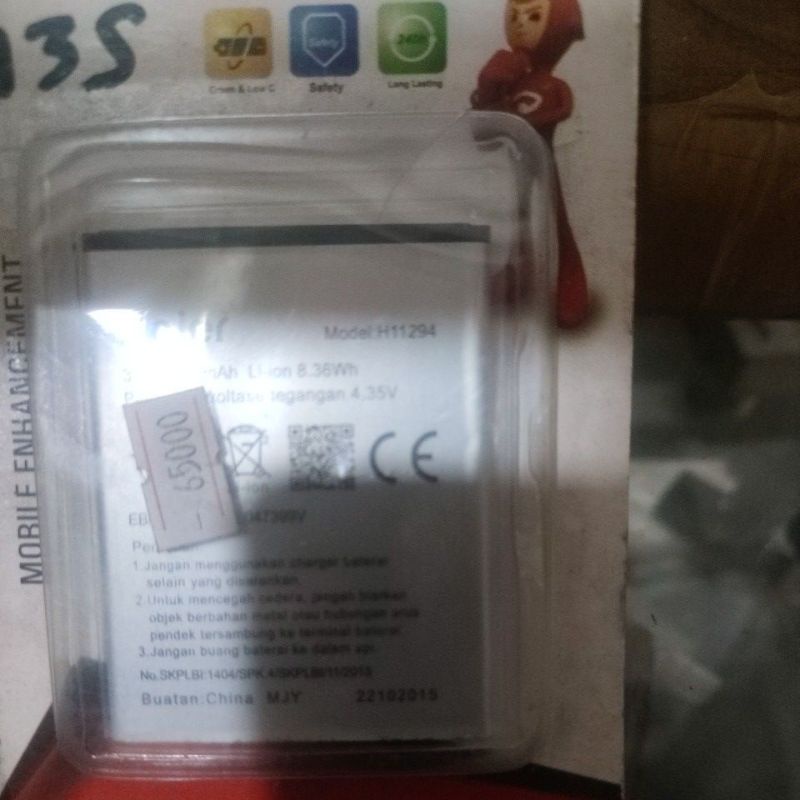 Safety
Safety
Long Lasting
MOBILE ENHANCEMENT
Model:H11294
Li-ion 8.36Wh
tegangan 4,35V
65000
CE
1.Jangan menggunakan charger baterai
selain yang disarankan.
2.Untuk mencegah cedera, jangan biarkan
objek berbahan metal atau hubungan arus
pendek tersambung ke terminal baterai.
3.Jangan buang baterai ke dalam api.
No.SKPLBI:1404/SPK.4/SKPLBI/11/2013
Buatan:China MJY 22102015